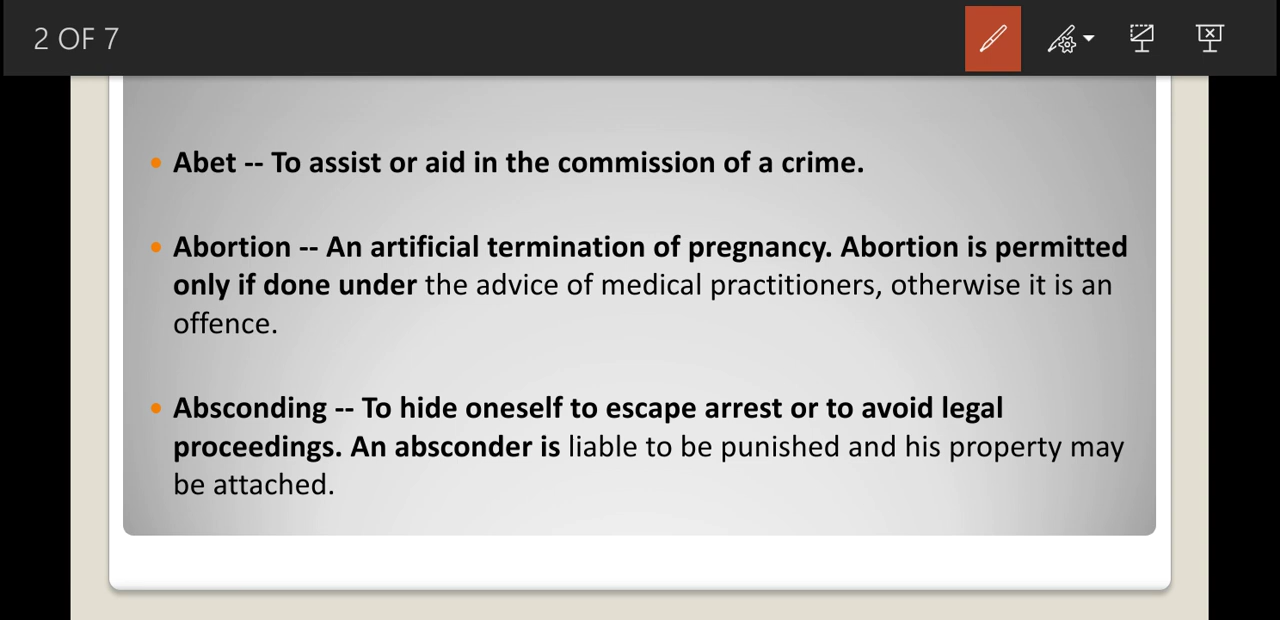 2 OF 7
• Abet -- To assist or aid in the commission of a crime.
• Abortion -- An artificial termination of pregnancy. Abortion is permitted
only if done under the advice of medical practitioners, otherwise it is an
offence.
• Absconding -- To hide oneself to escape arrest or to avoid legal
proceedings. An absconder is liable to be punished and his property may
be attached.